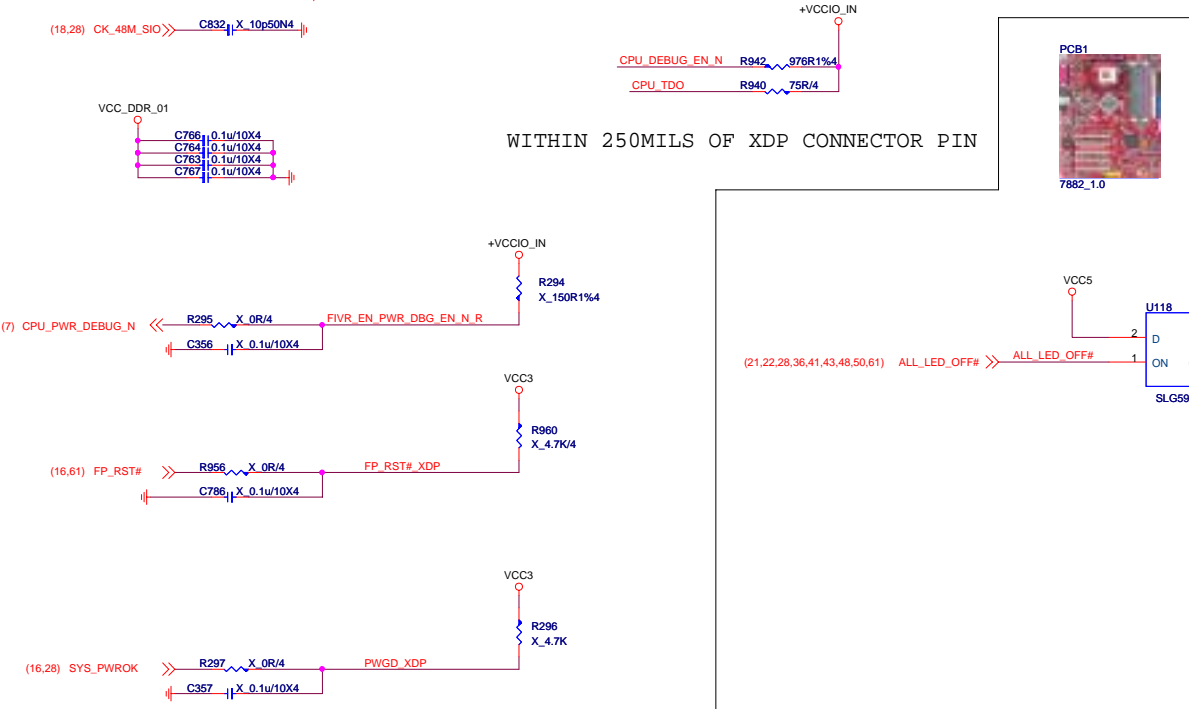 +VCCIO_IN
(18,28) CK_48M_SIO C832 X_10p50N4
CPU_DEBUG_EN_N R942 976R1%4
CPU_TDO R940 75R/4
PCB1
7882_1.0
VCC_DDR_01
C766 0.1u/10X4
C764 0.1u/10X4
C763 0.1u/10X4
C767 0.1u/10X4
WITHIN 250MILS OF XDP CONNECTOR PIN
+VCCIO_IN
R294
X_150R1%4
(7) CPU_PWR_DEBUG_N R295 X_0R/4 FIVR_EN_PWR_DBG_EN_N_R
C356 X_0.1u/10X4
VCC5
U118
2 D
(21,22,28,36,41,43,48,50,61) ALL_LED_OFF# ALL_LED_OFF# 1 ON
SLG59
VCC3
R960
X_4.7K/4
(16,61) FP_RST# R956 X_0R/4 FP_RST#_XDP
C786 X_0.1u/10X4
VCC3
R296
X_4.7K
(16,28) SYS_PWROK R297 X_0R/4 PWGD_XDP
C357 X_0.1u/10X4